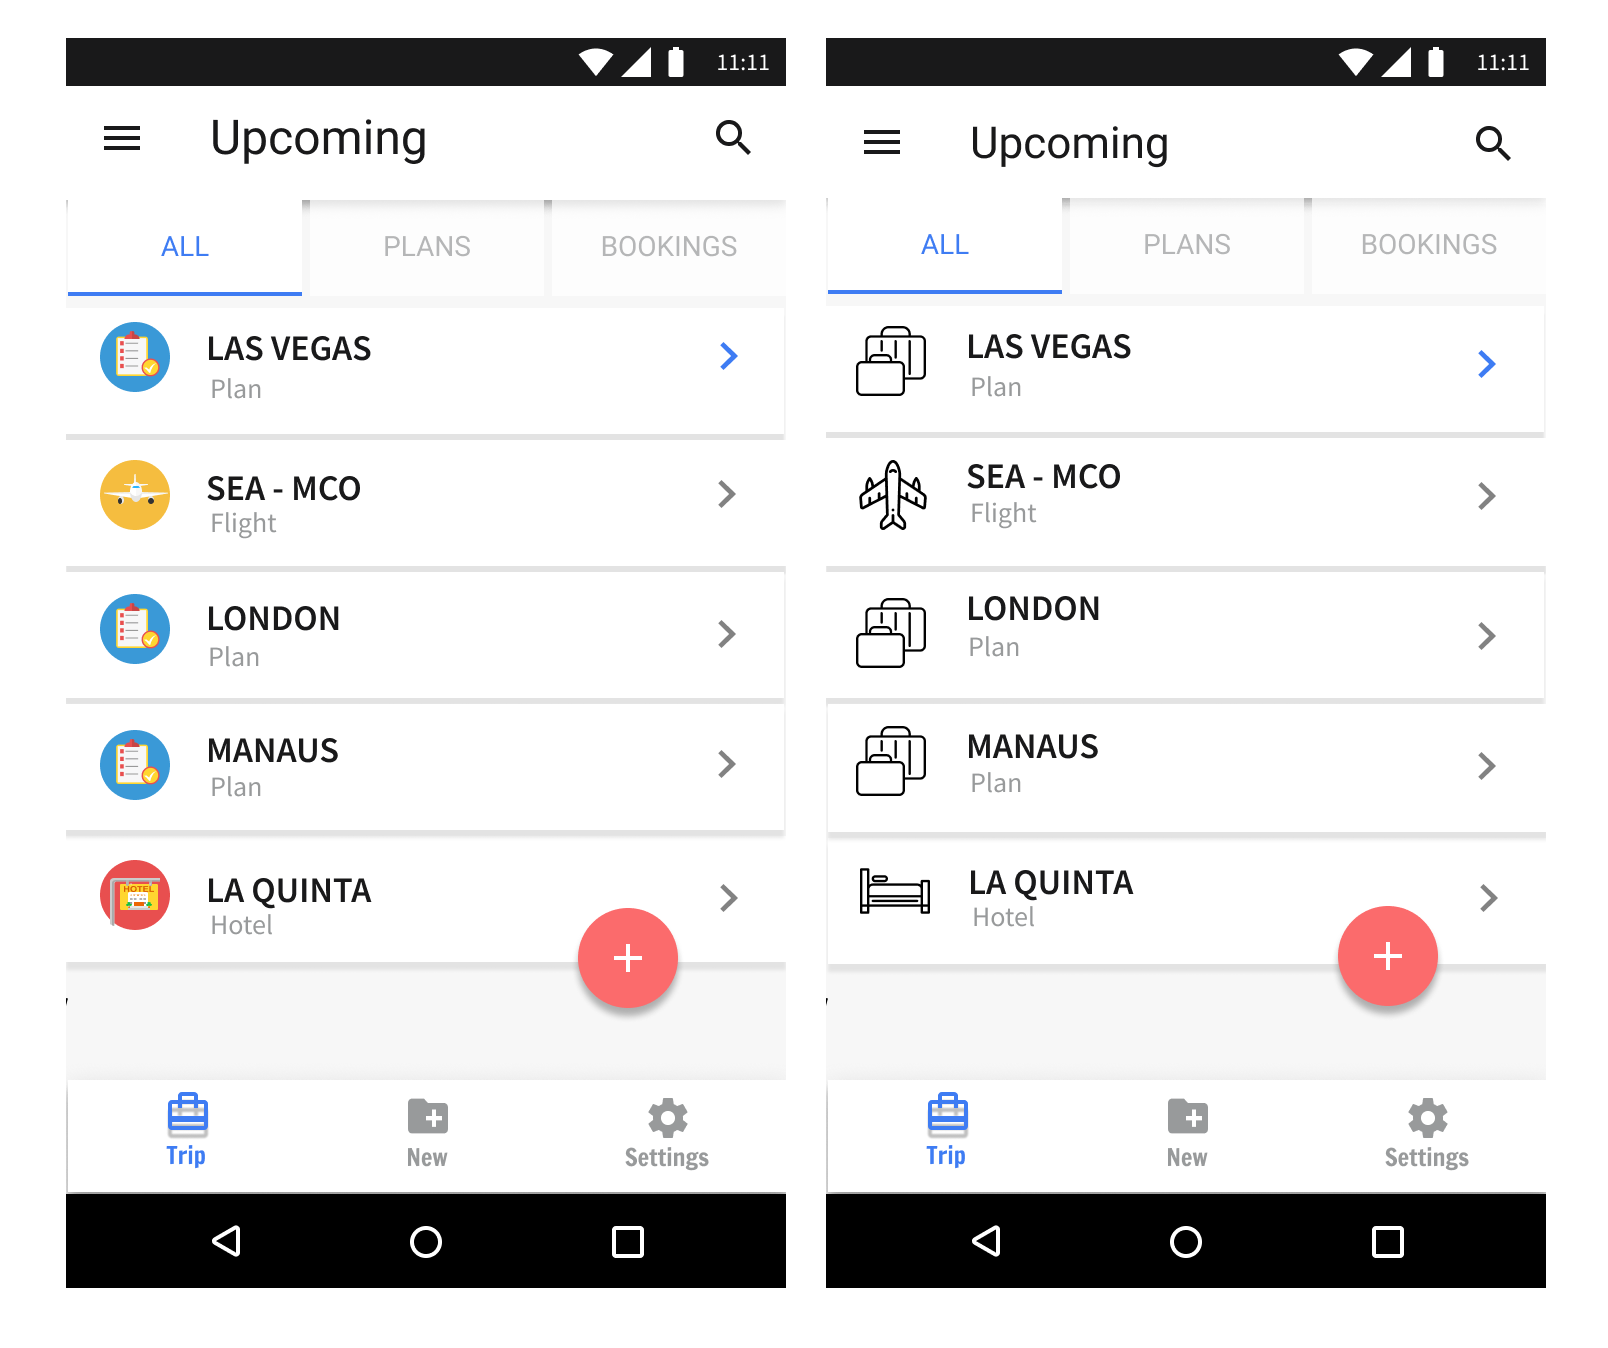 11:11
Upcoming
ALL PLANS BOOKINGS
LAS VEGAS
Plan
SEA - MCO
Flight
LONDON
Plan
MANAUS
Plan
HOTEL
LA QUINTA
Hotel
Trip New Settings
11:11
Upcoming
ALL PLANS BOOKINGS
LAS VEGAS
Plan
SEA - MCO
Flight
LONDON
Plan
MANAUS
Plan
LA QUINTA
Hotel
Trip New Settings